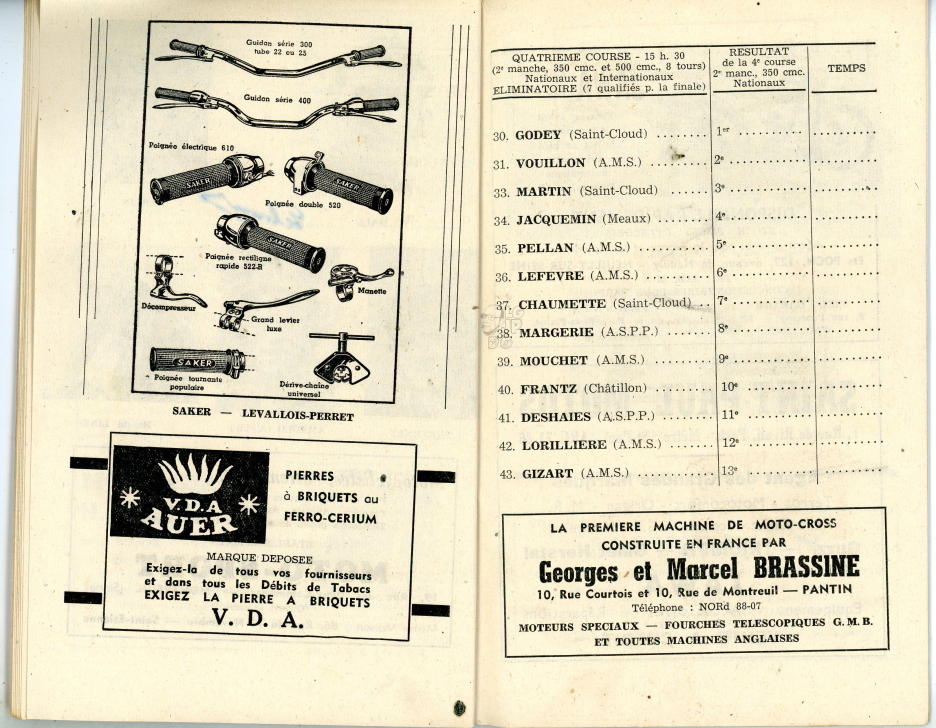 Guidon série 300
tube 22 ou 25
Guidon série 400
Poignée électrique 610
SAKER
SAKER
Poignée double 520
SAKER
Poignée rectiligne
rapide 522-R
Manette
Décompresseur
Grand levier
luxe
SAKER
Poignée tournante
populaire
Dérive-chaîne
universel
SAKER — LEVALLOIS-PERRET
V.D.A
AUER
PIERRES
à BRIQUETS au
FERRO-CERIUM
MARQUE DEPOSEE
Exigez-la de tous vos fournisseurs
et dans tous les Débits de Tabacs
EXIGEZ LA PIERRE A BRIQUETS
V. D. A.
QUATRIEME COURSE - 15 h. 30
(2e manche, 350 cmc. et 500 cmc., 8 tours)
Nationaux et Internationaux
ELIMINATOIRE (7 qualifiés p. la finale)
RESULTAT
de la 4e course
2e manc., 350 cmc.
Nationaux
TEMPS
30. GODEY (Saint-Cloud) ........ 1er ............ ..........
31. VOUILLON (A.M.S.) ........ 2e ............ ..........
33. MARTIN (Saint-Cloud) ...... 3e ............ ..........
34. JACQUEMIN (Meaux) ........ 4e ............ ..........
35. PELLAN (A.M.S.) .......... 5e ............ ..........
36. LEFEVRE (A.M.S.) ......... 6e ............ ..........
37. CHAUMETTE (Saint-Cloud) ... 7e ............ ..........
38. MARGERIE (A.S.P.P.) ....... 8e ............ ..........
39. MOUCHET (A.M.S.) ......... 9e ............ ..........
40. FRANTZ (Châtillon) ......... 10e ............ ..........
41. DESHAIES (A.S.P.P.) ........ 11e ............ ..........
42. LORILLIERE (A.M.S.) ....... 12e ............ ..........
43. GIZART (A.M.S.) .......... 13e ............ ..........
LA PREMIERE MACHINE DE MOTO-CROSS
CONSTRUITE EN FRANCE PAR
Georges et Marcel BRASSINE
10, Rue Courtois et 10, Rue de Montreuil — PANTIN
Téléphone : NORd 88-07
MOTEURS SPECIAUX — FOURCHES TELESCOPIQUES G.M.B.
ET TOUTES MACHINES ANGLAISES